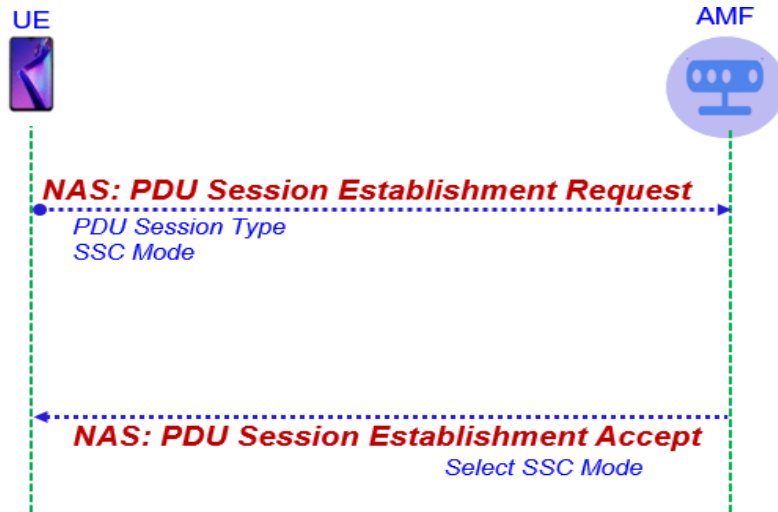 UE
AMF
NAS: PDU Session Establishment Request
PDU Session Type
SSC Mode
NAS: PDU Session Establishment Accept
Select SSC Mode